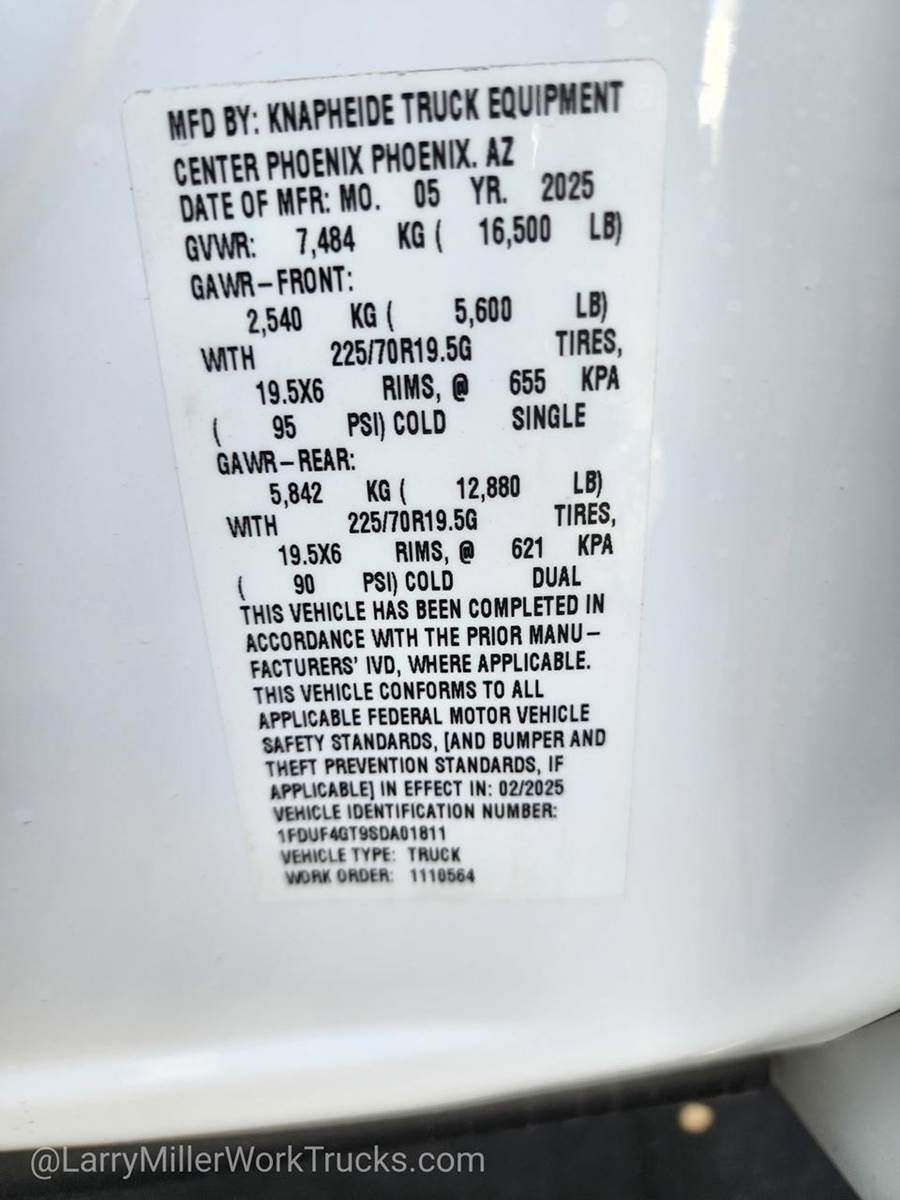 MFD BY: KNAPHEIDE TRUCK EQUIPMENT
CENTER PHOENIX PHOENIX. AZ
DATE OF MFR: MO. 05 YR. 2025
GVWR: 7,484 KG ( 16,500 LB)
GAWR-FRONT:
2,540 KG ( 5,600 LB)
WITH 225/70R19.5G TIRES,
19.5X6 RIMS, @ 655 KPA
( 95 PSI) COLD SINGLE
GAWR-REAR:
5,842 KG ( 12,880 LB)
WITH 225/70R19.5G TIRES,
19.5X6 RIMS, @ 621 KPA
( 90 PSI) COLD DUAL
THIS VEHICLE HAS BEEN COMPLETED IN
ACCORDANCE WITH THE PRIOR MANU-
FACTURERS' IVD, WHERE APPLICABLE.
THIS VEHICLE CONFORMS TO ALL
APPLICABLE FEDERAL MOTOR VEHICLE
SAFETY STANDARDS, [AND BUMPER AND
THEFT PREVENTION STANDARDS, IF
APPLICABLE] IN EFFECT IN: 02/2025
VEHICLE IDENTIFICATION NUMBER:
1FDUF4GT9SDA01811
VEHICLE TYPE: TRUCK
WORK ORDER: 1110564
@LarryMillerWorkTrucks.com